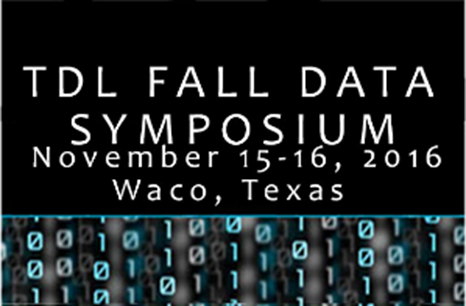 TDL FALL DATA
SYMPOSIUM
November 15-16, 2016
Waco, Texas